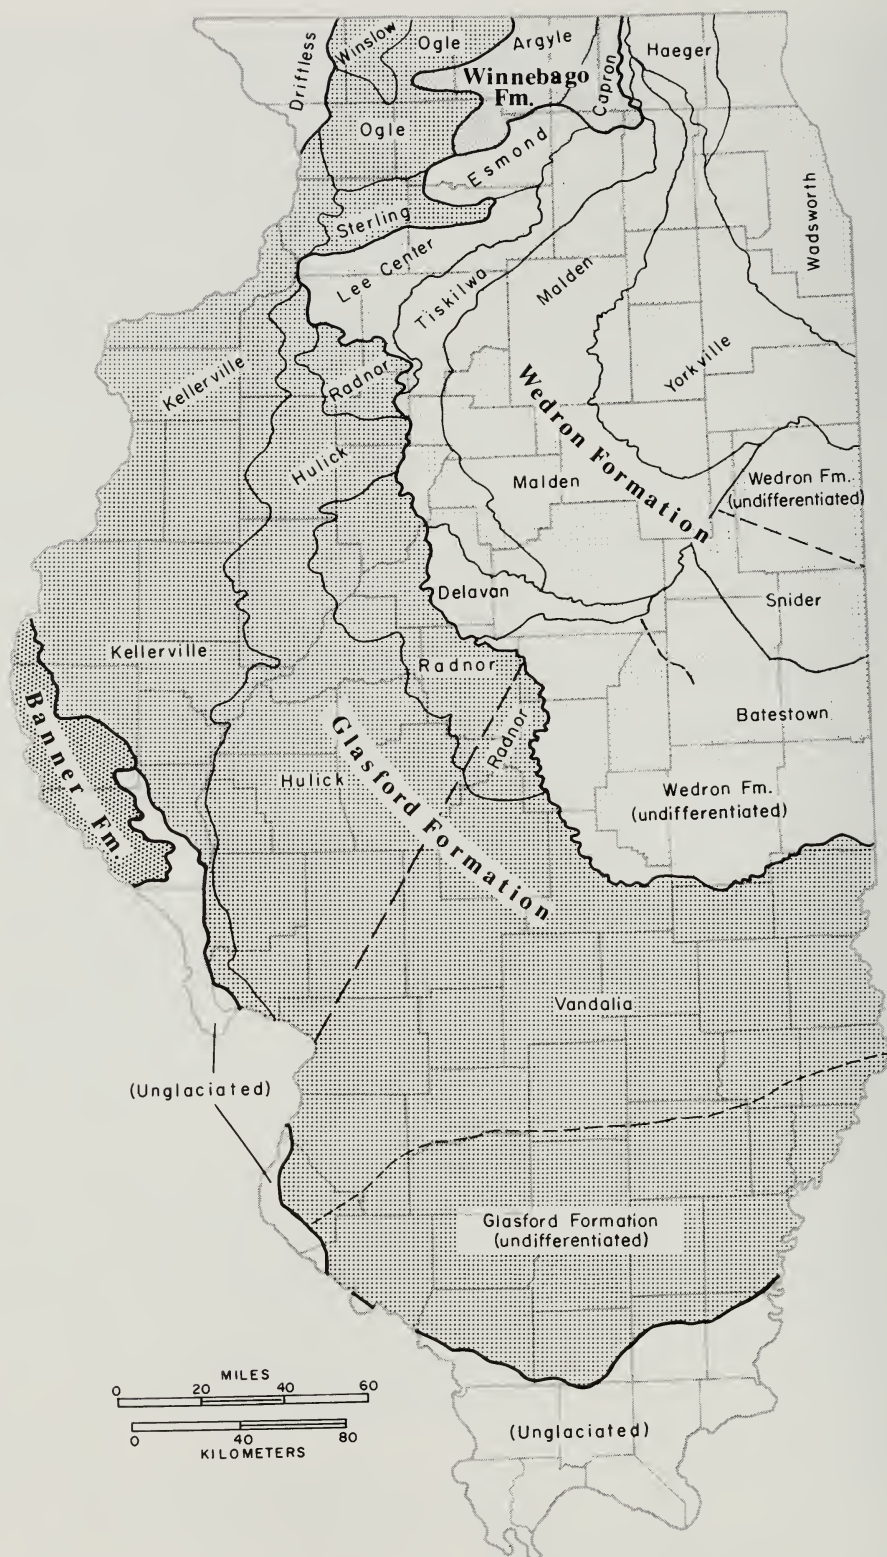 Driftless
Winslow
Ogle
Argyle
Capron
Haeger
Winnebago
Fm.
Ogle
Esmond
Sterling
Lee Center
Tiskilwa
Malden
Wadsworth
Kellerville
Radnor
Yorkville
Hulick
Wedron Formation
Malden
Wedron Fm.
(undifferentiated)
Delavan
Snider
Kellerville
Radnor
Banner Fm.
Radnor
Batestown
Hulick
Glasford Formation
Wedron Fm.
(undifferentiated)
Vandalia
(Unglaciated)
Glasford Formation
(undifferentiated)
MILES
0 20 40 60
0 40 80
KILOMETERS
(Unglaciated)